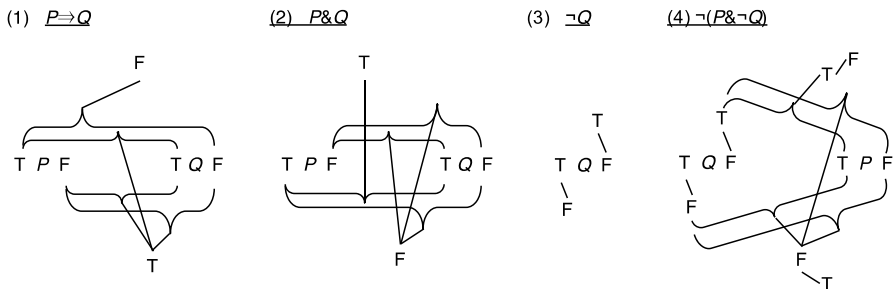 (1) P⇒Q (2) P&Q (3) ¬Q (4) ¬(P&¬Q)
F T T F
T T
T P F T Q F T P F T Q F T Q F T Q F T P F
F F
T F F
T